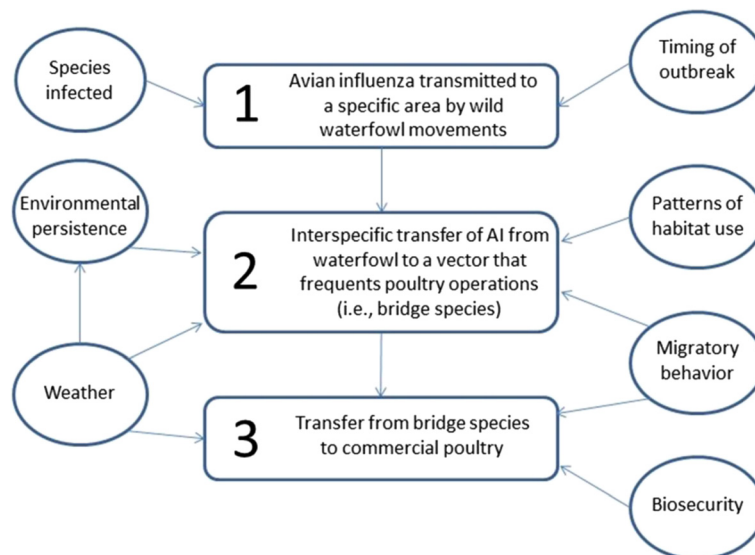 Species
infected
1
Avian influenza transmitted to
a specific area by wild
waterfowl movements
Timing of
outbreak
Environmental
persistence
2
Interspecific transfer of AI from
waterfowl to a vector that
frequents poultry operations
(i.e., bridge species)
Patterns of
habitat use
Weather
Migratory
behavior
3
Transfer from bridge species
to commercial poultry
Biosecurity